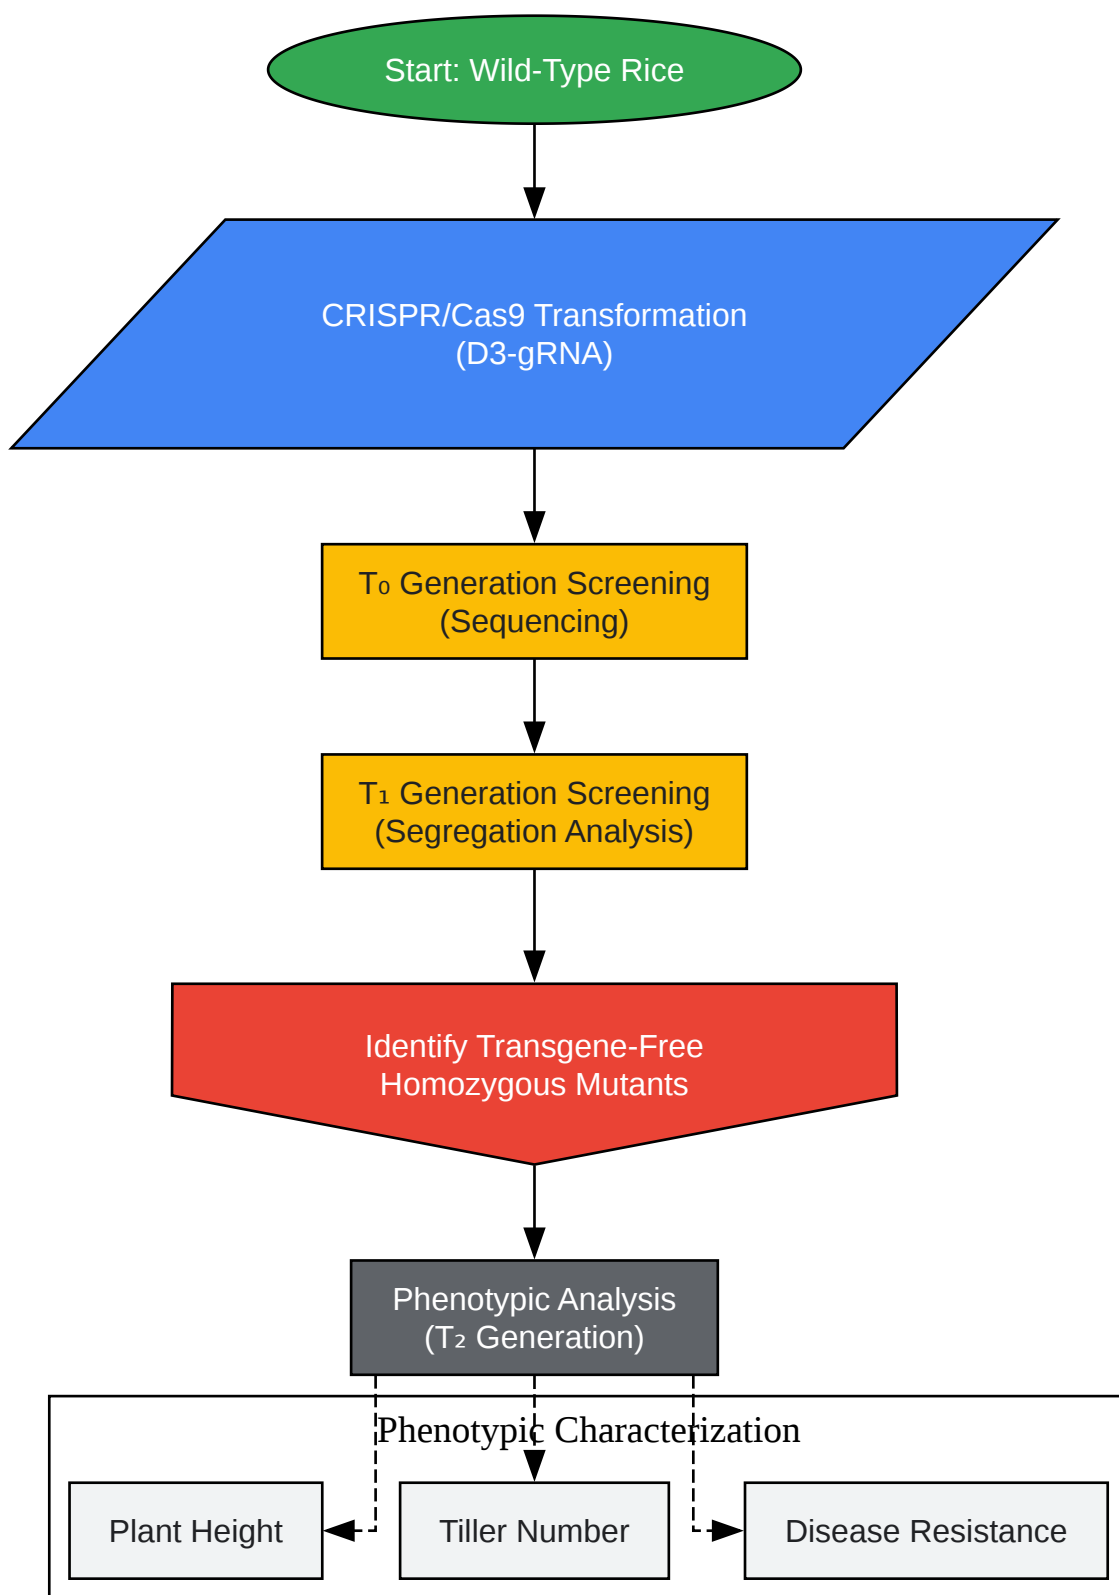 Start: Wild-Type Rice
CRISPR/Cas9 Transformation
(D3-gRNA)
T₀ Generation Screening
(Sequencing)
T₁ Generation Screening
(Segregation Analysis)
Identify Transgene-Free
Homozygous Mutants
Phenotypic Analysis
(T₂ Generation)
Phenotypic Characterization
Plant Height
Tiller Number
Disease Resistance